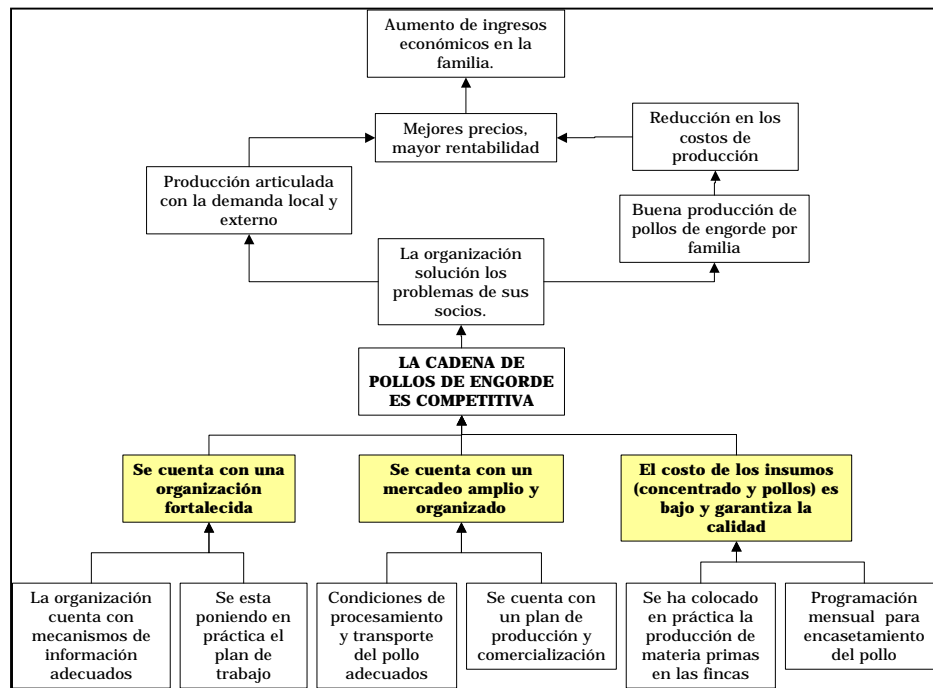 Aumento de ingresos
económicos en la
familia.
Mejores precios,
mayor rentabilidad
Reducción en los
costos de
producción
Producción articulada
con la demanda local y
externo
Buena producción de
pollos de engorde por
familia
La organización
solución los
problemas de sus
socios.
LA CADENA DE
POLLOS DE ENGORDE
ES COMPETITIVA
Se cuenta con una
organización
fortalecida
Se cuenta con un
mercadeo amplio y
organizado
El costo de los insumos
(concentrado y pollos) es
bajo y garantiza la
calidad
La organización
cuenta con
mecanismos de
información
adecuados
Se esta
poniendo en
práctica el
plan de
trabajo
Condiciones de
procesamiento
y transporte
del pollo
adecuados
Se cuenta con
un plan de
producción y
comercialización
Se ha colocado
en práctica la
producción de
materia primas
en las fincas
Programación
mensual para
encasetamiento
del pollo